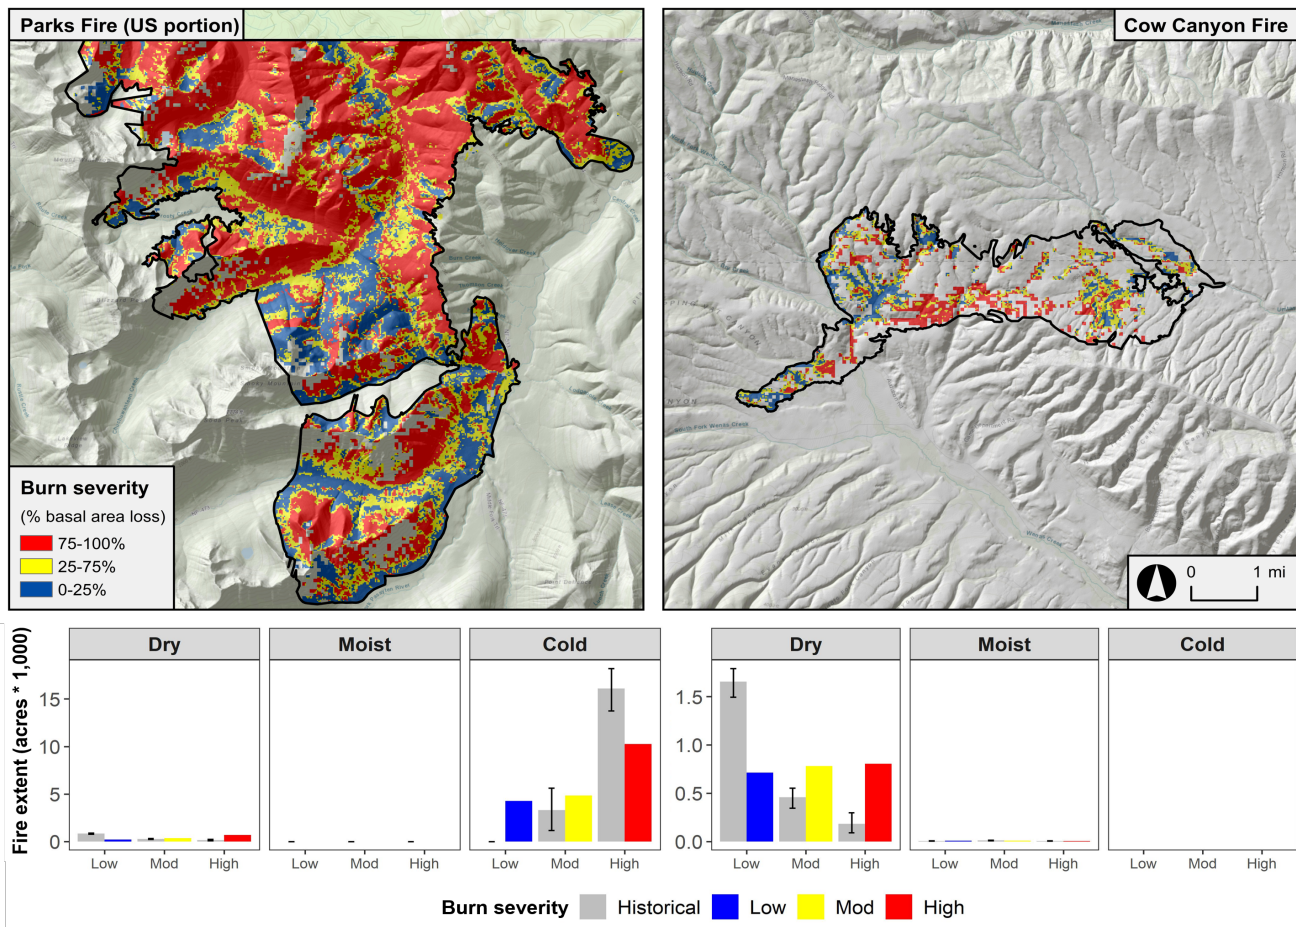 Parks Fire (US portion)
Cow Canyon Fire
Burn severity
(% basal area loss)
75-100%
25-75%
0-25%
0 1 mi
Fire extent (acres * 1,000)
Dry Moist Cold Dry Moist Cold
15
10
5
0
1.5
1.0
0.5
0.0
Low Mod High Low Mod High Low Mod High Low Mod High Low Mod High Low Mod High
Burn severity Historical Low Mod High